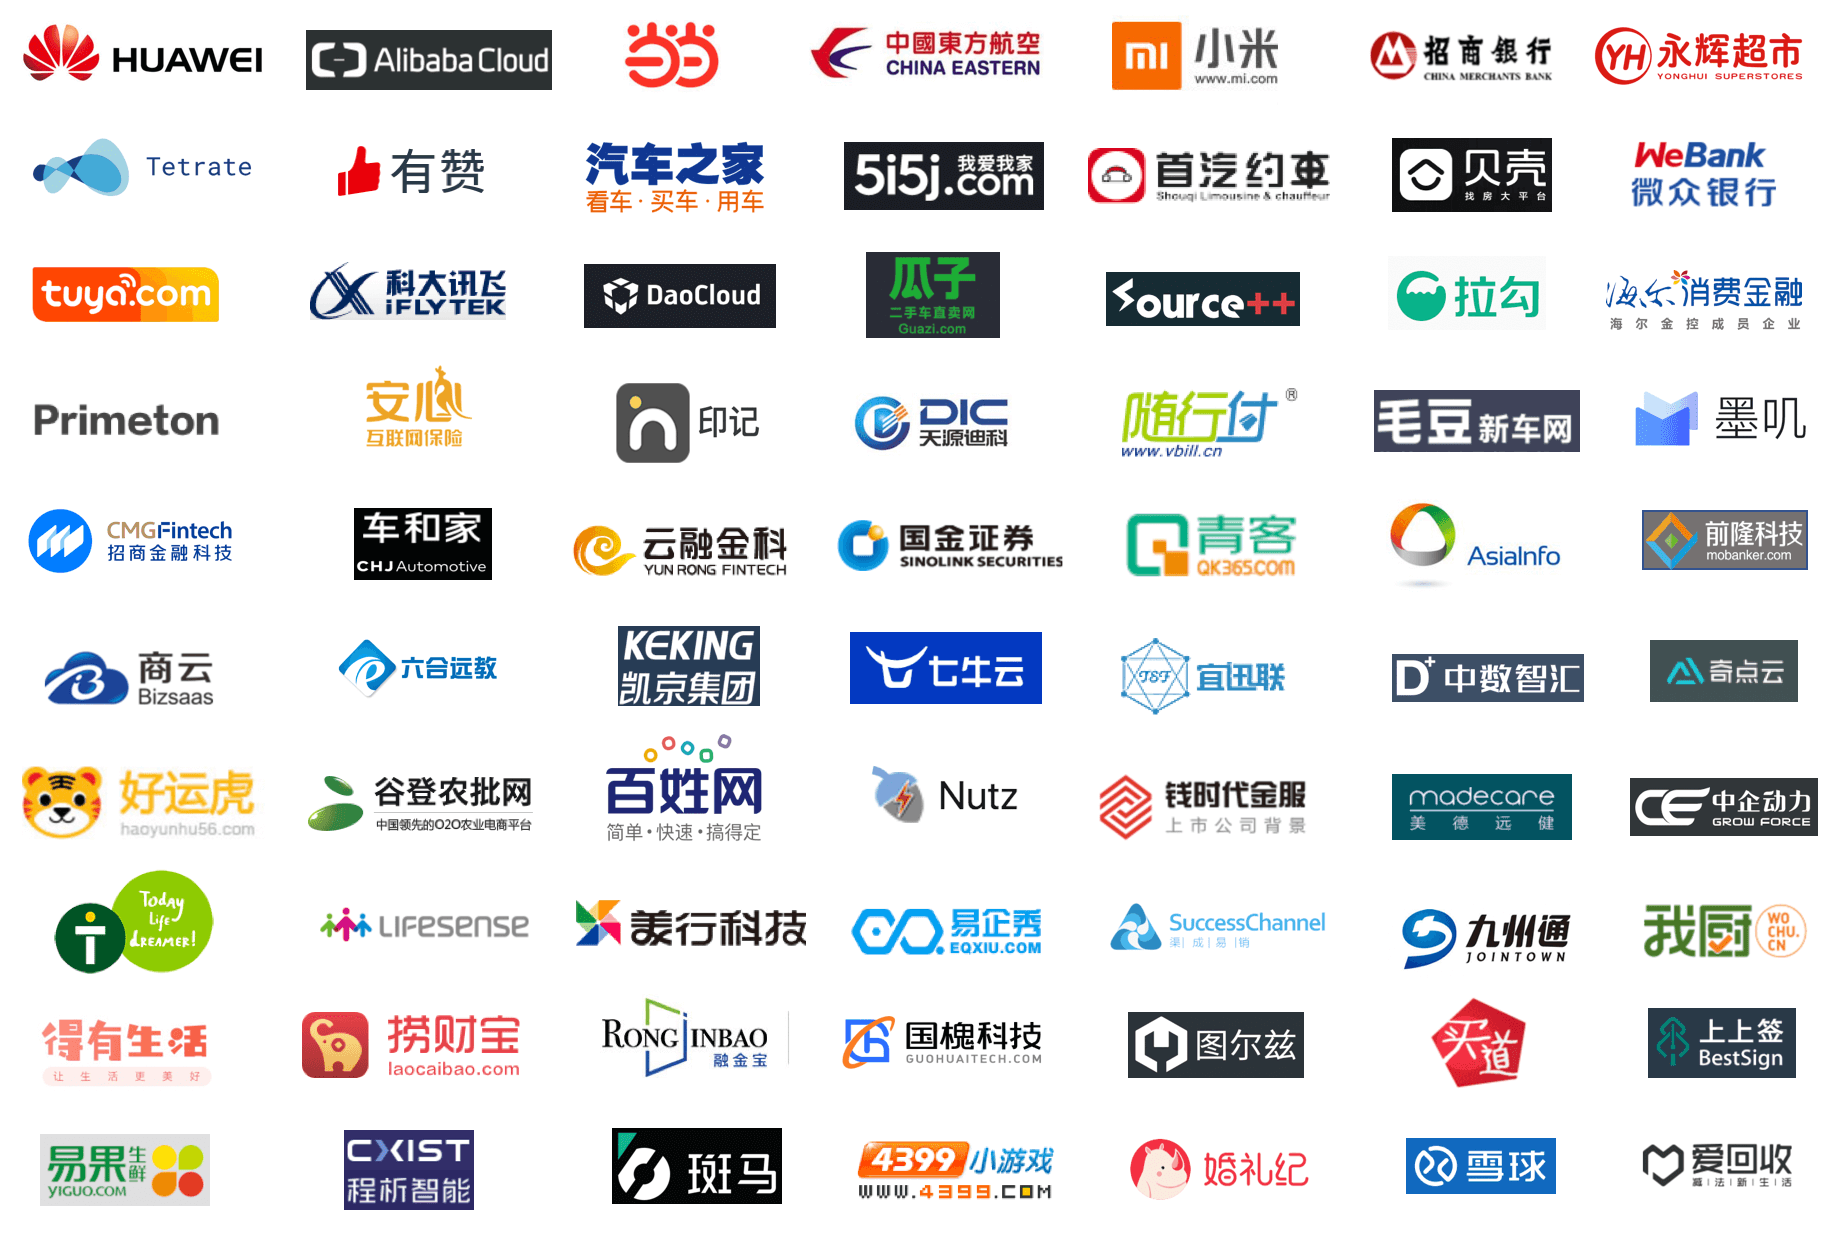 HUAWEI
Alibaba Cloud
当当
中國東方航空
CHINA EASTERN
mi
小米
www.mi.com
招商银行
CHINA MERCHANTS BANK
YH
永辉超市
YONGHUI SUPERSTORES
Tetrate
有赞
汽车之家
看车·买车·用车
5i5j.com
我爱我家
首汽约车
Shouqi Limousine & chauffeur
贝壳
找房大平台
WeBank
微众银行
tuya.com
科大讯飞
iFLYTEK
DaoCloud
瓜子
二手车直卖网
Guazi.com
Source++
拉勾
海尔消费金融
海尔金控成员企业
Primeton
安心
互联网保险
印记
DIC
天源迪科
随行付®
www.vbill.cn
毛豆新车网
墨叽
CMGFintech
招商金融科技
车和家
CHJ Automotive
云融金科
YUN RONG FINTECH
国金证券
SINOLINK SECURITIES
青客
QK365.COM
AsiaInfo
前隆科技
mobanker.com
商云
Bizsaas
六合远教
KEKING
凯京集团
七牛云
T&F
宜迅联
D+
中数智汇
奇点云
好运虎
haoyunhu56.com
谷登农批网
中国领先的O2O农业电商平台
百姓网
简单·快速·搞得定
Nutz
钱时代金服
上市公司背景
madecare
美德远健
CE
中企动力
GROW FORCE
Today
Life
dreamer!
LIFESENSE
美行科技
易企秀
EQXIU.COM
SuccessChannel
渠|成|易|销
九州通
JOINTOWN
我厨
WO
CHU.
CN
得有生活
让生活更美好
捞财宝
laocaibao.com
RONGJINBAO
融金宝
国槐科技
GUOHUAITECH.COM
图尔兹
买道
上上签
BestSign
易果生鲜
YIGUO.COM
CXIST
程析智能
斑马
4399小游戏
www.4399.com
婚礼纪
雪球
爱回收
减|法|新|生|活